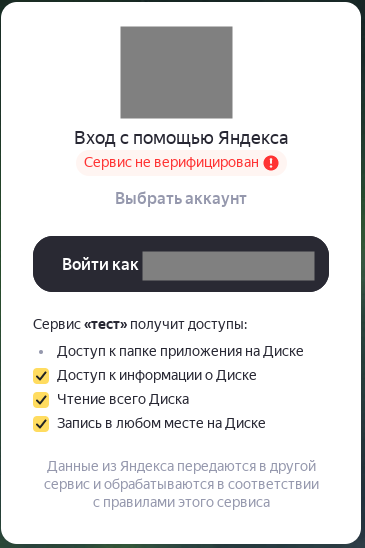 Вход с помощью Яндекса
Сервис не верифицирован
Выбрать аккаунт
Войти как
Сервис «тест» получит доступы:
Доступ к папке приложения на Диске
Доступ к информации о Диске
Чтение всего Диска
Запись в любом месте на Диске
Данные из Яндекса передаются в другой
сервис и обрабатываются в соответствии
с правилами этого сервиса